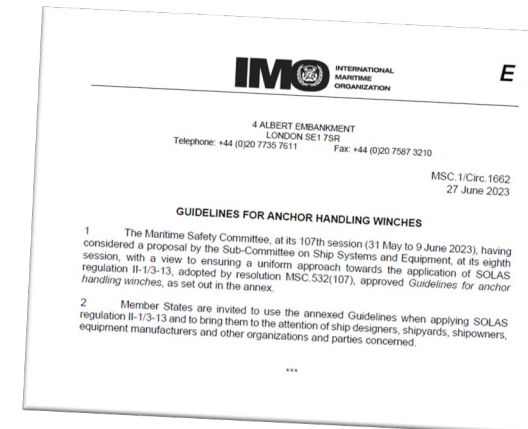 IMO
INTERNATIONAL
MARITIME
ORGANIZATION
E
4 ALBERT EMBANKMENT
LONDON SE1 7SR
Telephone: +44 (0)20 7735 7611 Fax: +44 (0)20 7587 3210
MSC.1/Circ.1662
27 June 2023
GUIDELINES FOR ANCHOR HANDLING WINCHES
1 The Maritime Safety Committee, at its 107th session (31 May to 9 June 2023), having
considered a proposal by the Sub-Committee on Ship Systems and Equipment, at its eighth
session, with a view to ensuring a uniform approach towards the application of SOLAS
regulation II-1/3-13, adopted by resolution MSC.532(107), approved Guidelines for anchor
handling winches, as set out in the annex.
2 Member States are invited to use the annexed Guidelines when applying SOLAS
regulation II-1/3-13 and to bring them to the attention of ship designers, shipyards, shipowners,
equipment manufacturers and other organizations and parties concerned.
***